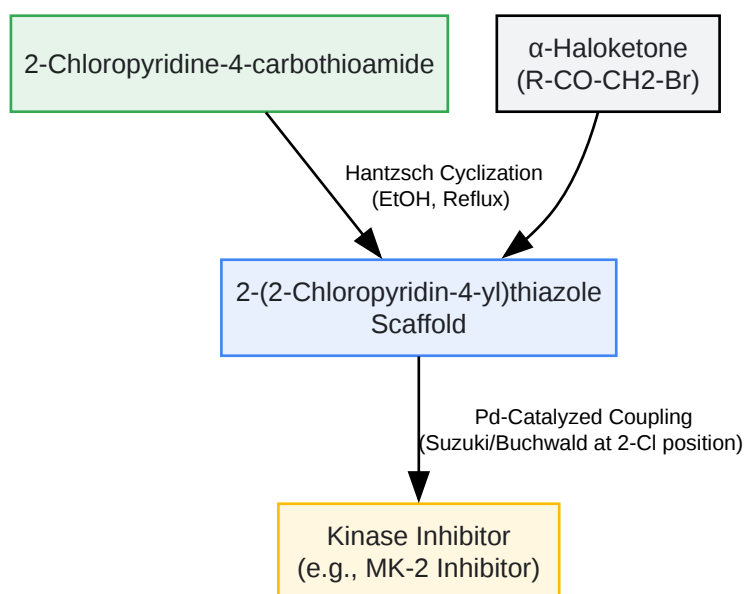 2-Chloropyridine-4-carbothioamide
α-Haloketone
(R-CO-CH2-Br)
Hantzsch Cyclization
(EtOH, Reflux)
2-(2-Chloropyridin-4-yl)thiazole
Scaffold
Pd-Catalyzed Coupling
(Suzuki/Buchwald at 2-Cl position)
Kinase Inhibitor
(e.g., MK-2 Inhibitor)